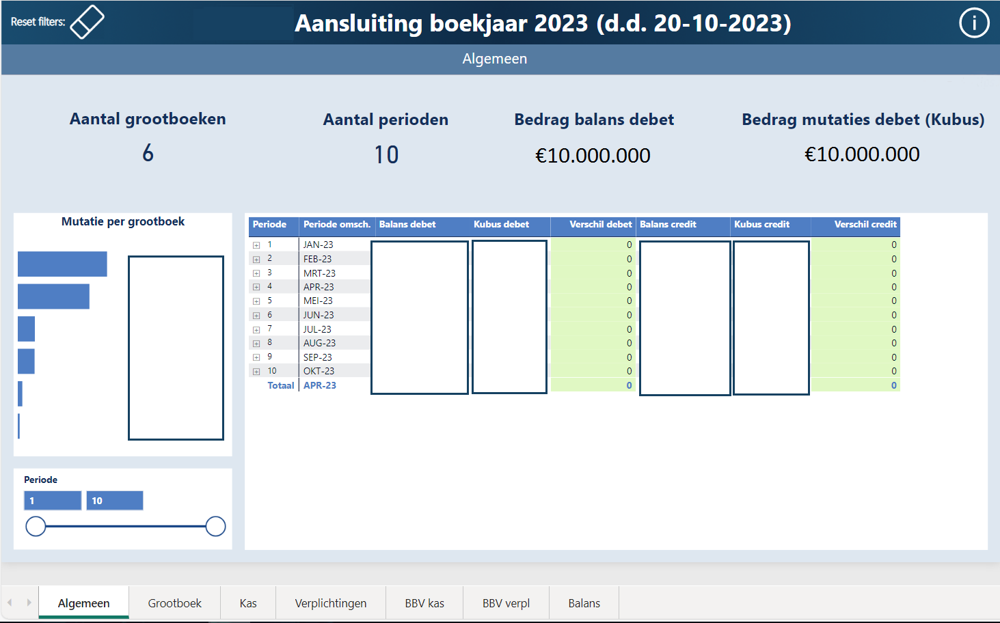 Reset filters:
Aansluiting boekjaar 2023 (d.d. 20-10-2023)
Algemeen
Aantal grootboeken
6
Aantal perioden
10
Bedrag balans debet
€10.000.000
Bedrag mutaties debet (Kubus)
€10.000.000
Mutatie per grootboek
Periode
1 10
Periode Periode omsch. Balans debet Kubus debet Verschil debet Balans credit Kubus credit Verschil credit
1 JAN-23 0 0
2 FEB-23 0 0
3 MRT-23 0 0
4 APR-23 0 0
5 MEI-23 0 0
6 JUN-23 0 0
7 JUL-23 0 0
8 AUG-23 0 0
9 SEP-23 0 0
10 OKT-23 0 0
Totaal APR-23 0 0
Algemeen Grootboek Kas Verplichtingen BBV kas BBV verpl Balans